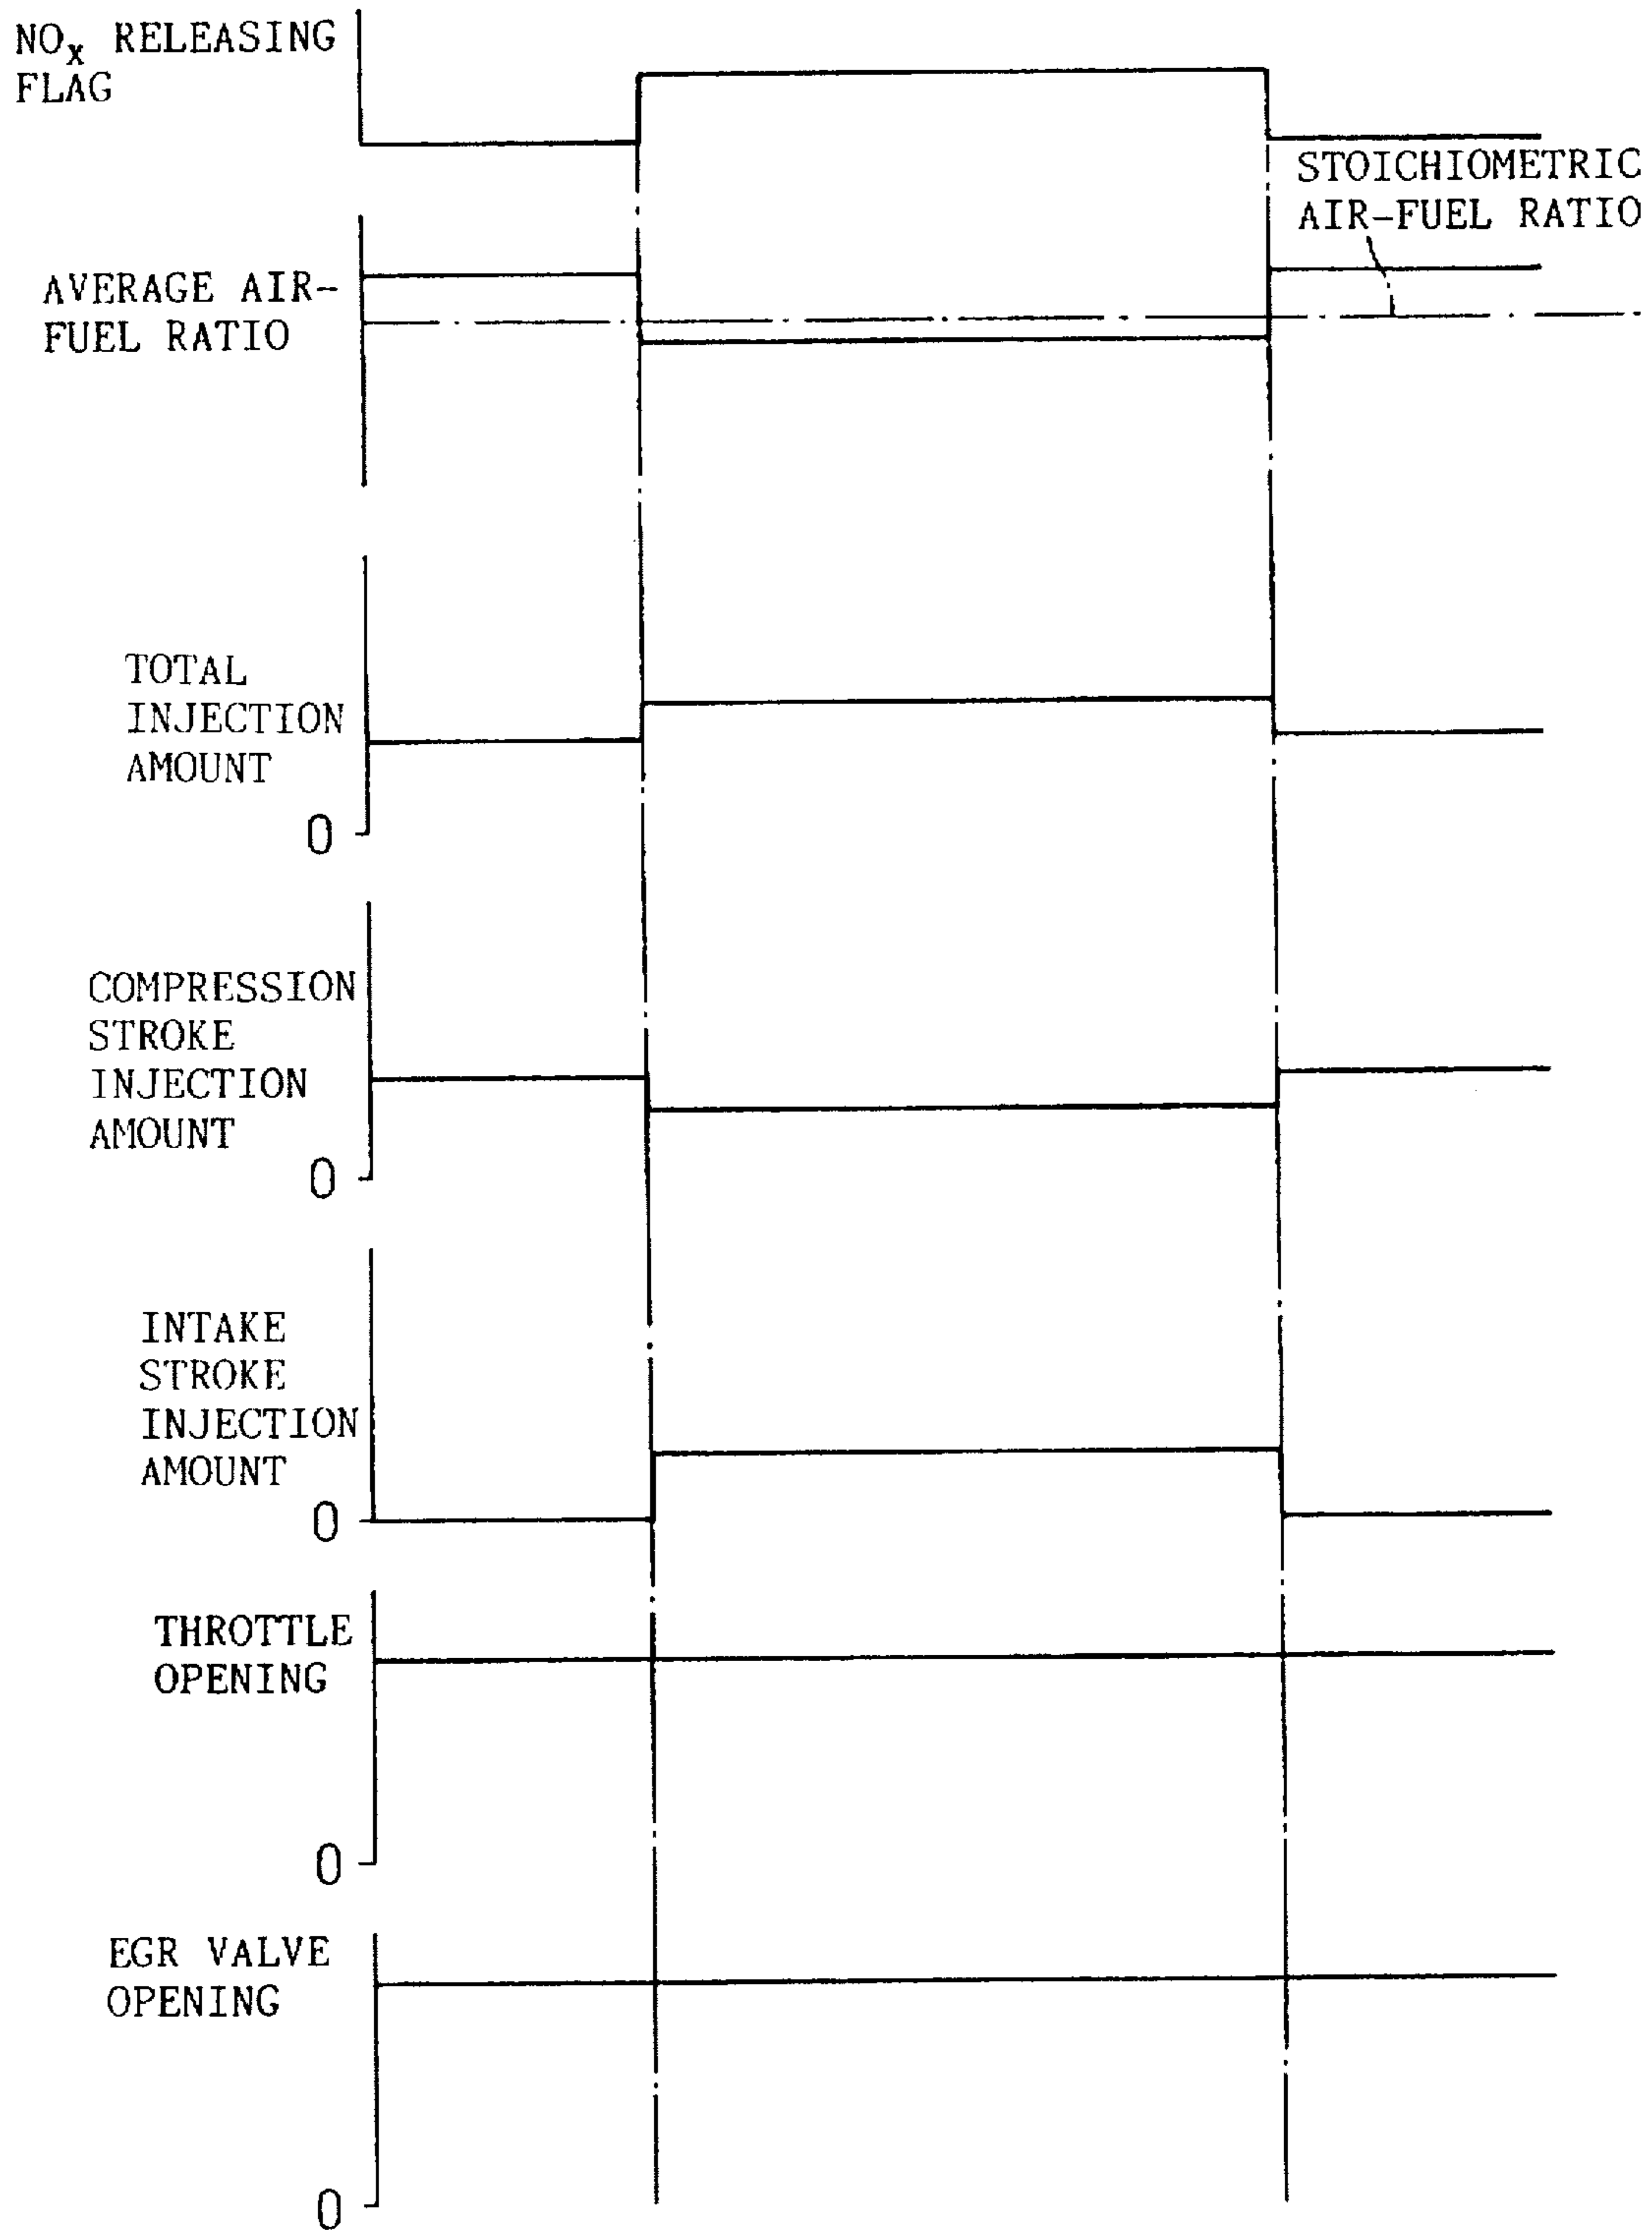 NOx RELEASING
FLAG
STOICHIOMETRIC
AIR-FUEL RATIO
AVERAGE AIR-
FUEL RATIO
TOTAL
INJECTION
AMOUNT
0
COMPRESSION
STROKE
INJECTION
AMOUNT
0
INTAKE
STROKE
INJECTION
AMOUNT
0
THROTTLE
OPENING
0
EGR VALVE
OPENING
0